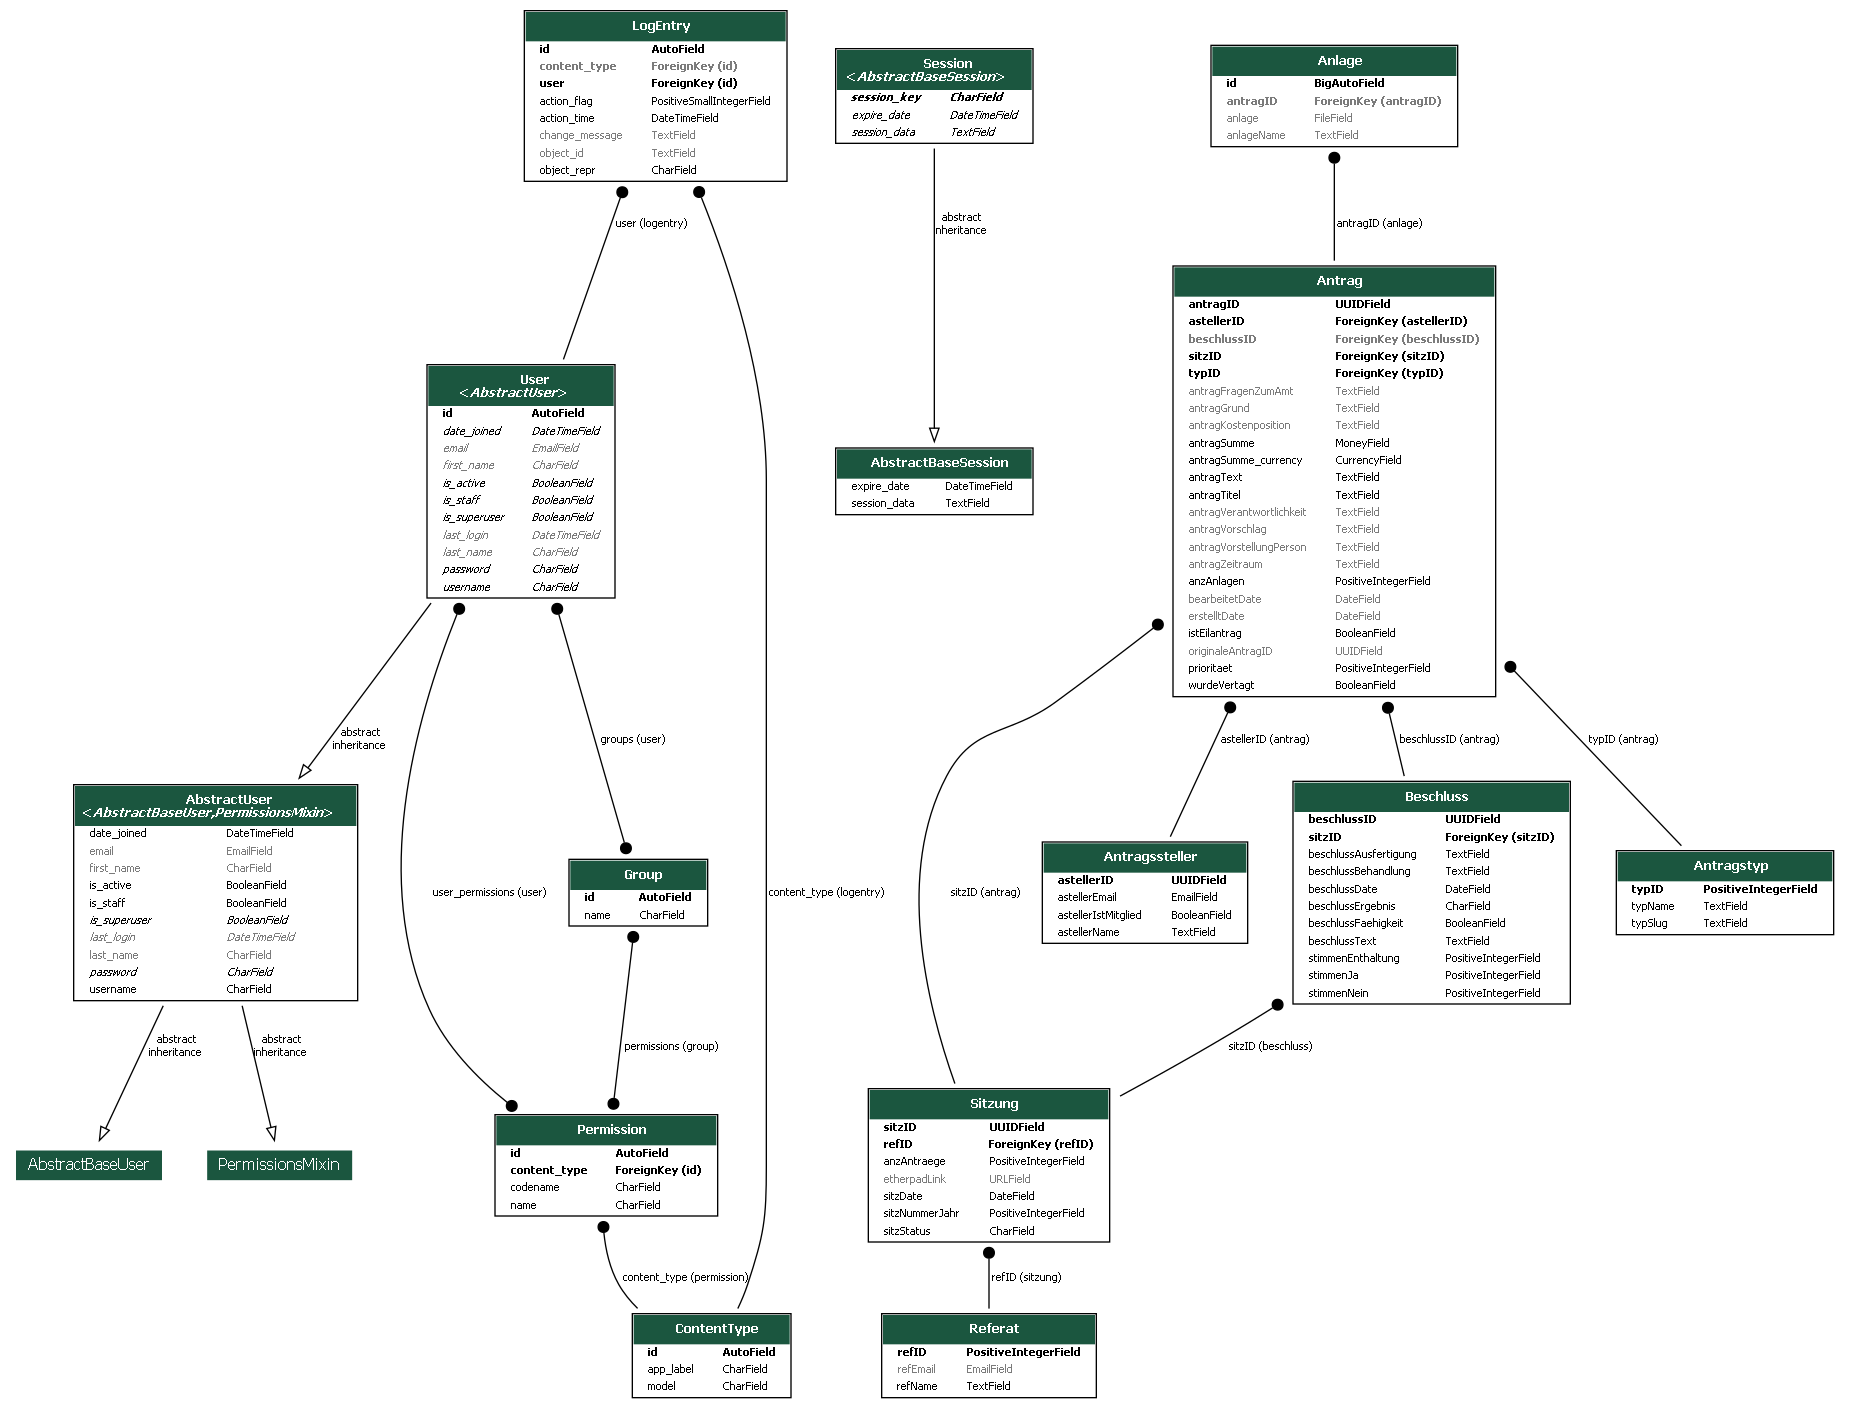 LogEntry
id AutoField
content_type ForeignKey (id)
user ForeignKey (id)
action_flag PositiveSmallIntegerField
action_time DateTimeField
change_message TextField
object_id TextField
object_repr CharField
Session
<AbstractBaseSession>
session_key CharField
expire_date DateTimeField
session_data TextField
Anlage
id BigAutoField
antragID ForeignKey (antragID)
anlage FileField
anlageName TextField
user (logentry)
abstract
nheritance
antragID (anlage)
Antrag
antragID UUIDField
astellerID ForeignKey (astellerID)
beschlussID ForeignKey (beschlussID)
sitzID ForeignKey (sitzID)
typID ForeignKey (typID)
antragFragenZumAmt TextField
antragGrund TextField
antragKostenposition TextField
antragSumme MoneyField
antragSumme_currency CurrencyField
antragText TextField
antragTitel TextField
antragVerantwortlichkeit TextField
antragVorschlag TextField
antragVorstellungPerson TextField
antragZeitraum TextField
anzAnlagen PositiveIntegerField
bearbeitetDate DateField
erstelltDate DateField
istEilantrag BooleanField
originaleAntragID UUIDField
prioritaet PositiveIntegerField
wurdeVertagt BooleanField
User
<AbstractUser>
id AutoField
date_joined DateTimeField
email EmailField
first_name CharField
is_active BooleanField
is_staff BooleanField
is_superuser BooleanField
last_login DateTimeField
last_name CharField
password CharField
username CharField
AbstractBaseSession
expire_date DateTimeField
session_data TextField
abstract
inheritance
groups (user)
astellerID (antrag)
beschlussID (antrag)
typID (antrag)
AbstractUser
<AbstractBaseUser,PermissionsMixin>
date_joined DateTimeField
email EmailField
first_name CharField
is_active BooleanField
is_staff BooleanField
is_superuser BooleanField
last_login DateTimeField
last_name CharField
password CharField
username CharField
user_permissions (user)
Group
id AutoField
name CharField
content_type (logentry)
sitzID (antrag)
Antragssteller
astellerID UUIDField
astellerEmail EmailField
astellerIstMitglied BooleanField
astellerName TextField
Beschluss
beschlussID UUIDField
sitzID ForeignKey (sitzID)
beschlussAusfertigung TextField
beschlussBehandlung TextField
beschlussDate DateField
beschlussErgebnis CharField
beschlussFaehigkeit BooleanField
beschlussText TextField
stimmenEnthaltung PositiveIntegerField
stimmenJa PositiveIntegerField
stimmenNein PositiveIntegerField
Antragstyp
typID PositiveIntegerField
typName TextField
typSlug TextField
abstract
inheritance
abstract
inheritance
permissions (group)
sitzID (beschluss)
AbstractBaseUser
PermissionsMixin
Permission
id AutoField
content_type ForeignKey (id)
codename CharField
name CharField
Sitzung
sitzID UUIDField
refID ForeignKey (refID)
anzAntraege PositiveIntegerField
etherpadLink URLField
sitzDate DateField
sitzNummerJahr PositiveIntegerField
sitzStatus CharField
content_type (permission)
refID (sitzung)
ContentType
id AutoField
app_label CharField
model CharField
Referat
refID PositiveIntegerField
refEmail EmailField
refName TextField